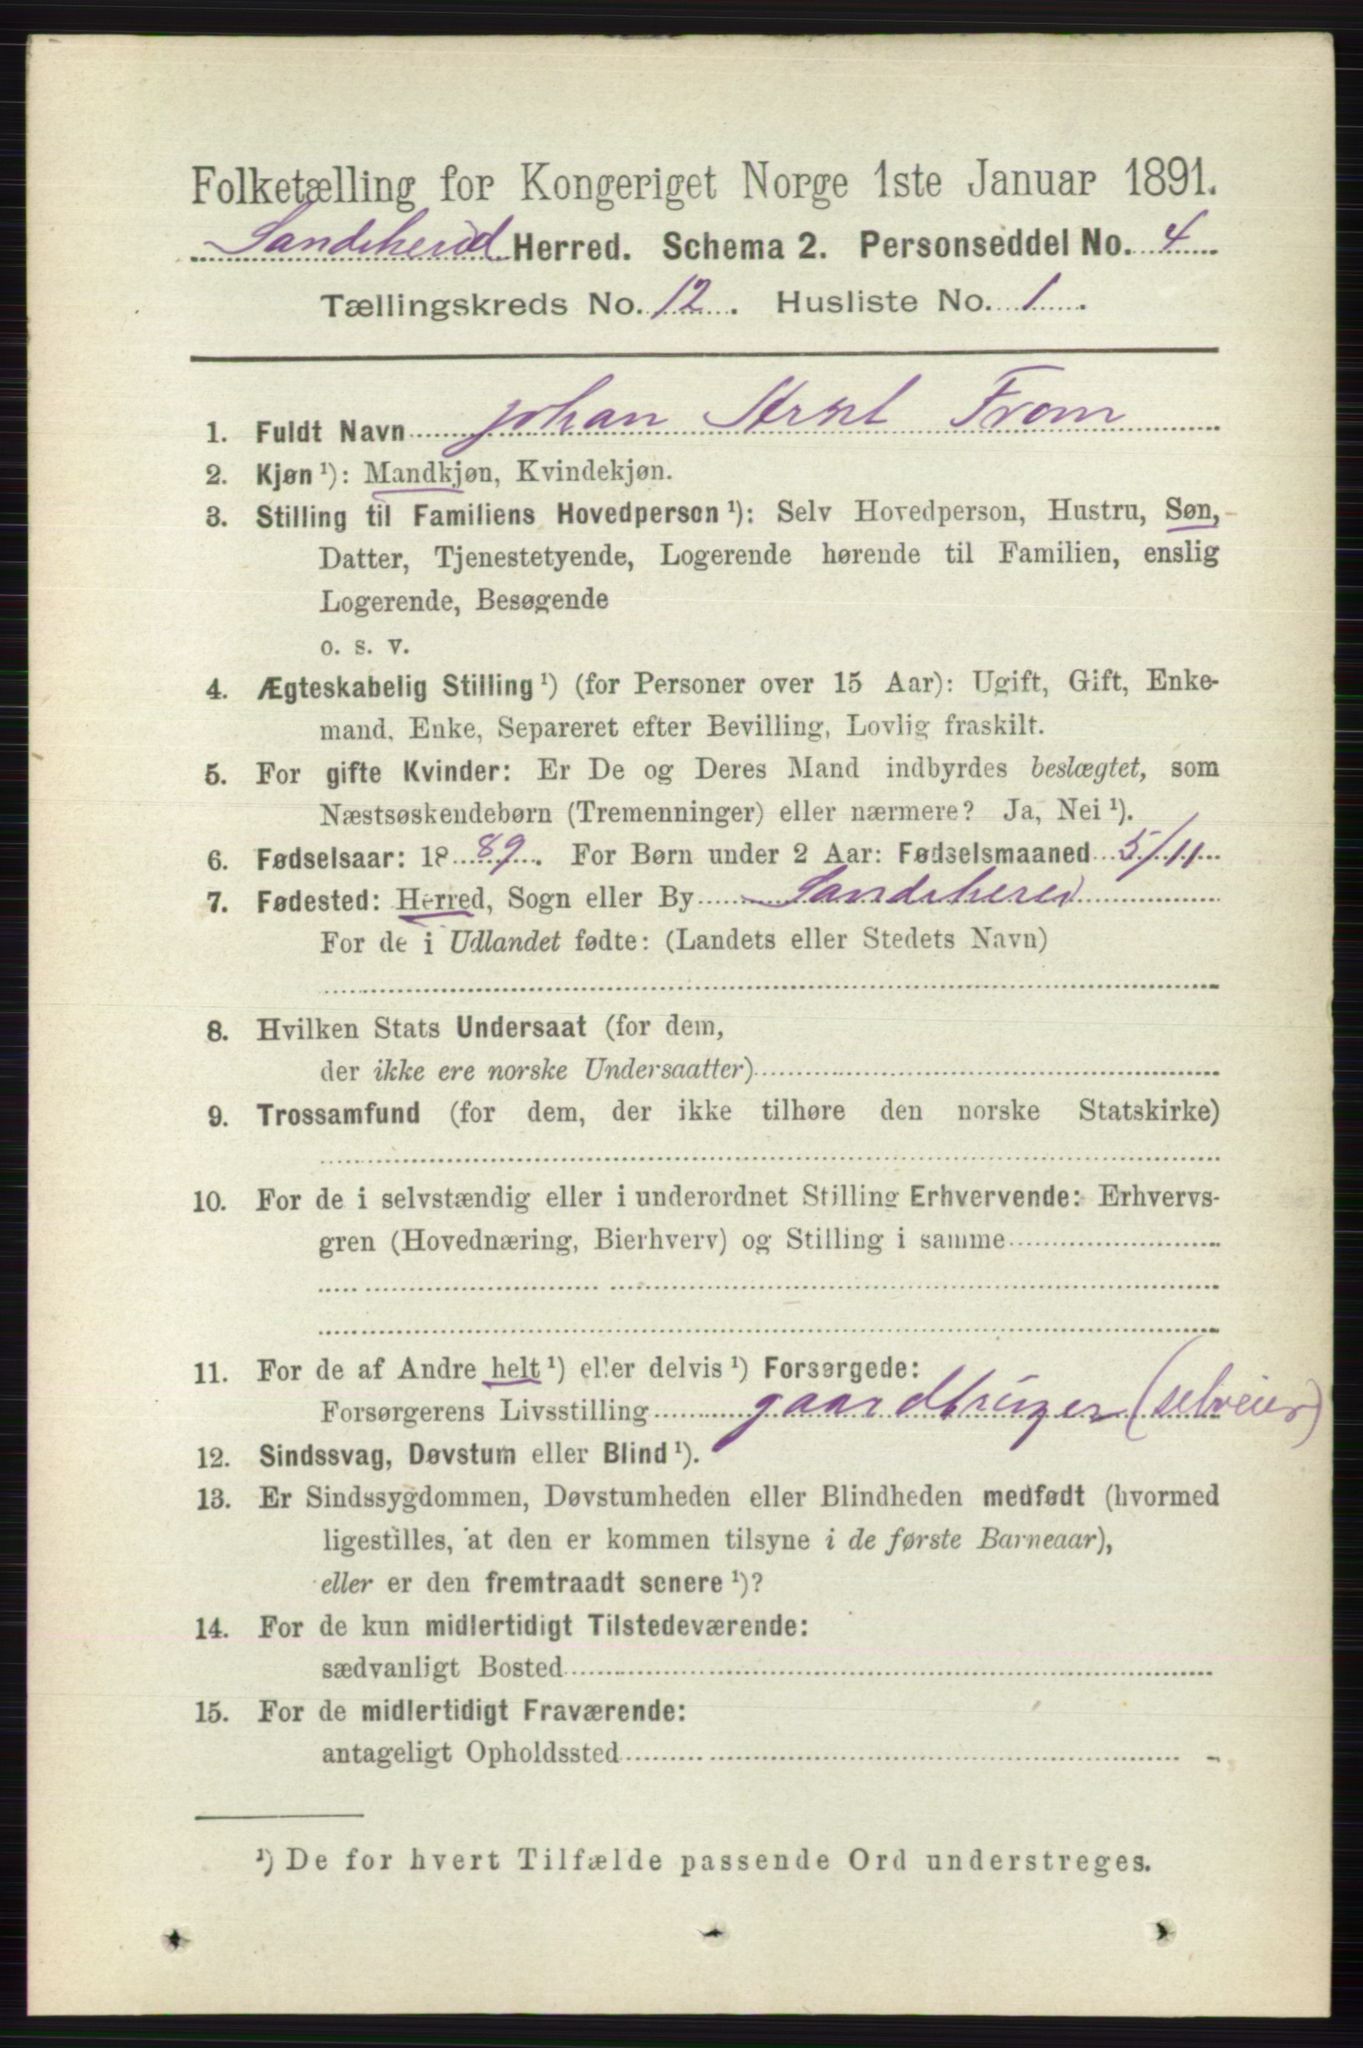 Folketælling for Kongeriget Norge 1ste Januar 1891.
Sandeherid Herred. Schema 2. Personseddel No. 4
Tællingskreds No. 12. Husliste No. 1
1. Fuldt Navn Johan Arnt From
2. Kjøn ¹): Mandkjøn, Kvindekjøn.
3. Stilling til Familiens Hovedperson ¹): Selv Hovedperson, Hustru, Søn,
Datter, Tjenestetyende, Logerende hørende til Familien, enslig
Logerende, Besøgende
o. s. v.
4. Ægteskabelig Stilling ¹) (for Personer over 15 Aar): Ugift, Gift, Enke-
mand, Enke, Separeret efter Bevilling, Lovlig fraskilt.
5. For gifte Kvinder: Er De og Deres Mand indbyrdes beslægtet, som
Næstsøskendebørn (Tremenninger) eller nærmere? Ja, Nei ¹).
6. Fødselsaar: 1889. For Børn under 2 Aar: Fødselsmaaned 5/11
7. Fødested: Herred, Sogn eller By Sandeherred
For de i Udlandet fødte: (Landets eller Stedets Navn)
8. Hvilken Stats Undersaat (for dem,
der ikke ere norske Undersaatter)
9. Trossamfund (for dem, der ikke tilhøre den norske Statskirke)
10. For de i selvstændig eller i underordnet Stilling Erhvervende: Erhvervs-
gren (Hovednæring, Bierhverv) og Stilling i samme
11. For de af Andre helt ¹) eller delvis ¹) Forsørgede:
Forsørgerens Livsstilling gaardbruger (selveier)
12. Sindssvag, Døvstum eller Blind ¹).
13. Er Sindssygdommen, Døvstumheden eller Blindheden medfødt (hvormed
ligestilles, at den er kommen tilsyne i de første Barneaar),
eller er den fremtraadt senere ¹)?
14. For de kun midlertidigt Tilstedeværende:
sædvanligt Bosted
15. For de midlertidigt Fraværende:
antageligt Opholdssted
¹) De for hvert Tilfælde passende Ord understreges.